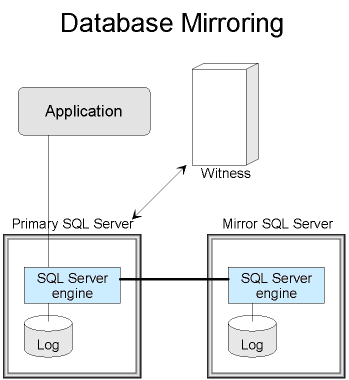 Database Mirroring
Application
Witness
Primary SQL Server
Mirror SQL Server
SQL Server
engine
SQL Server
engine
Log
Log